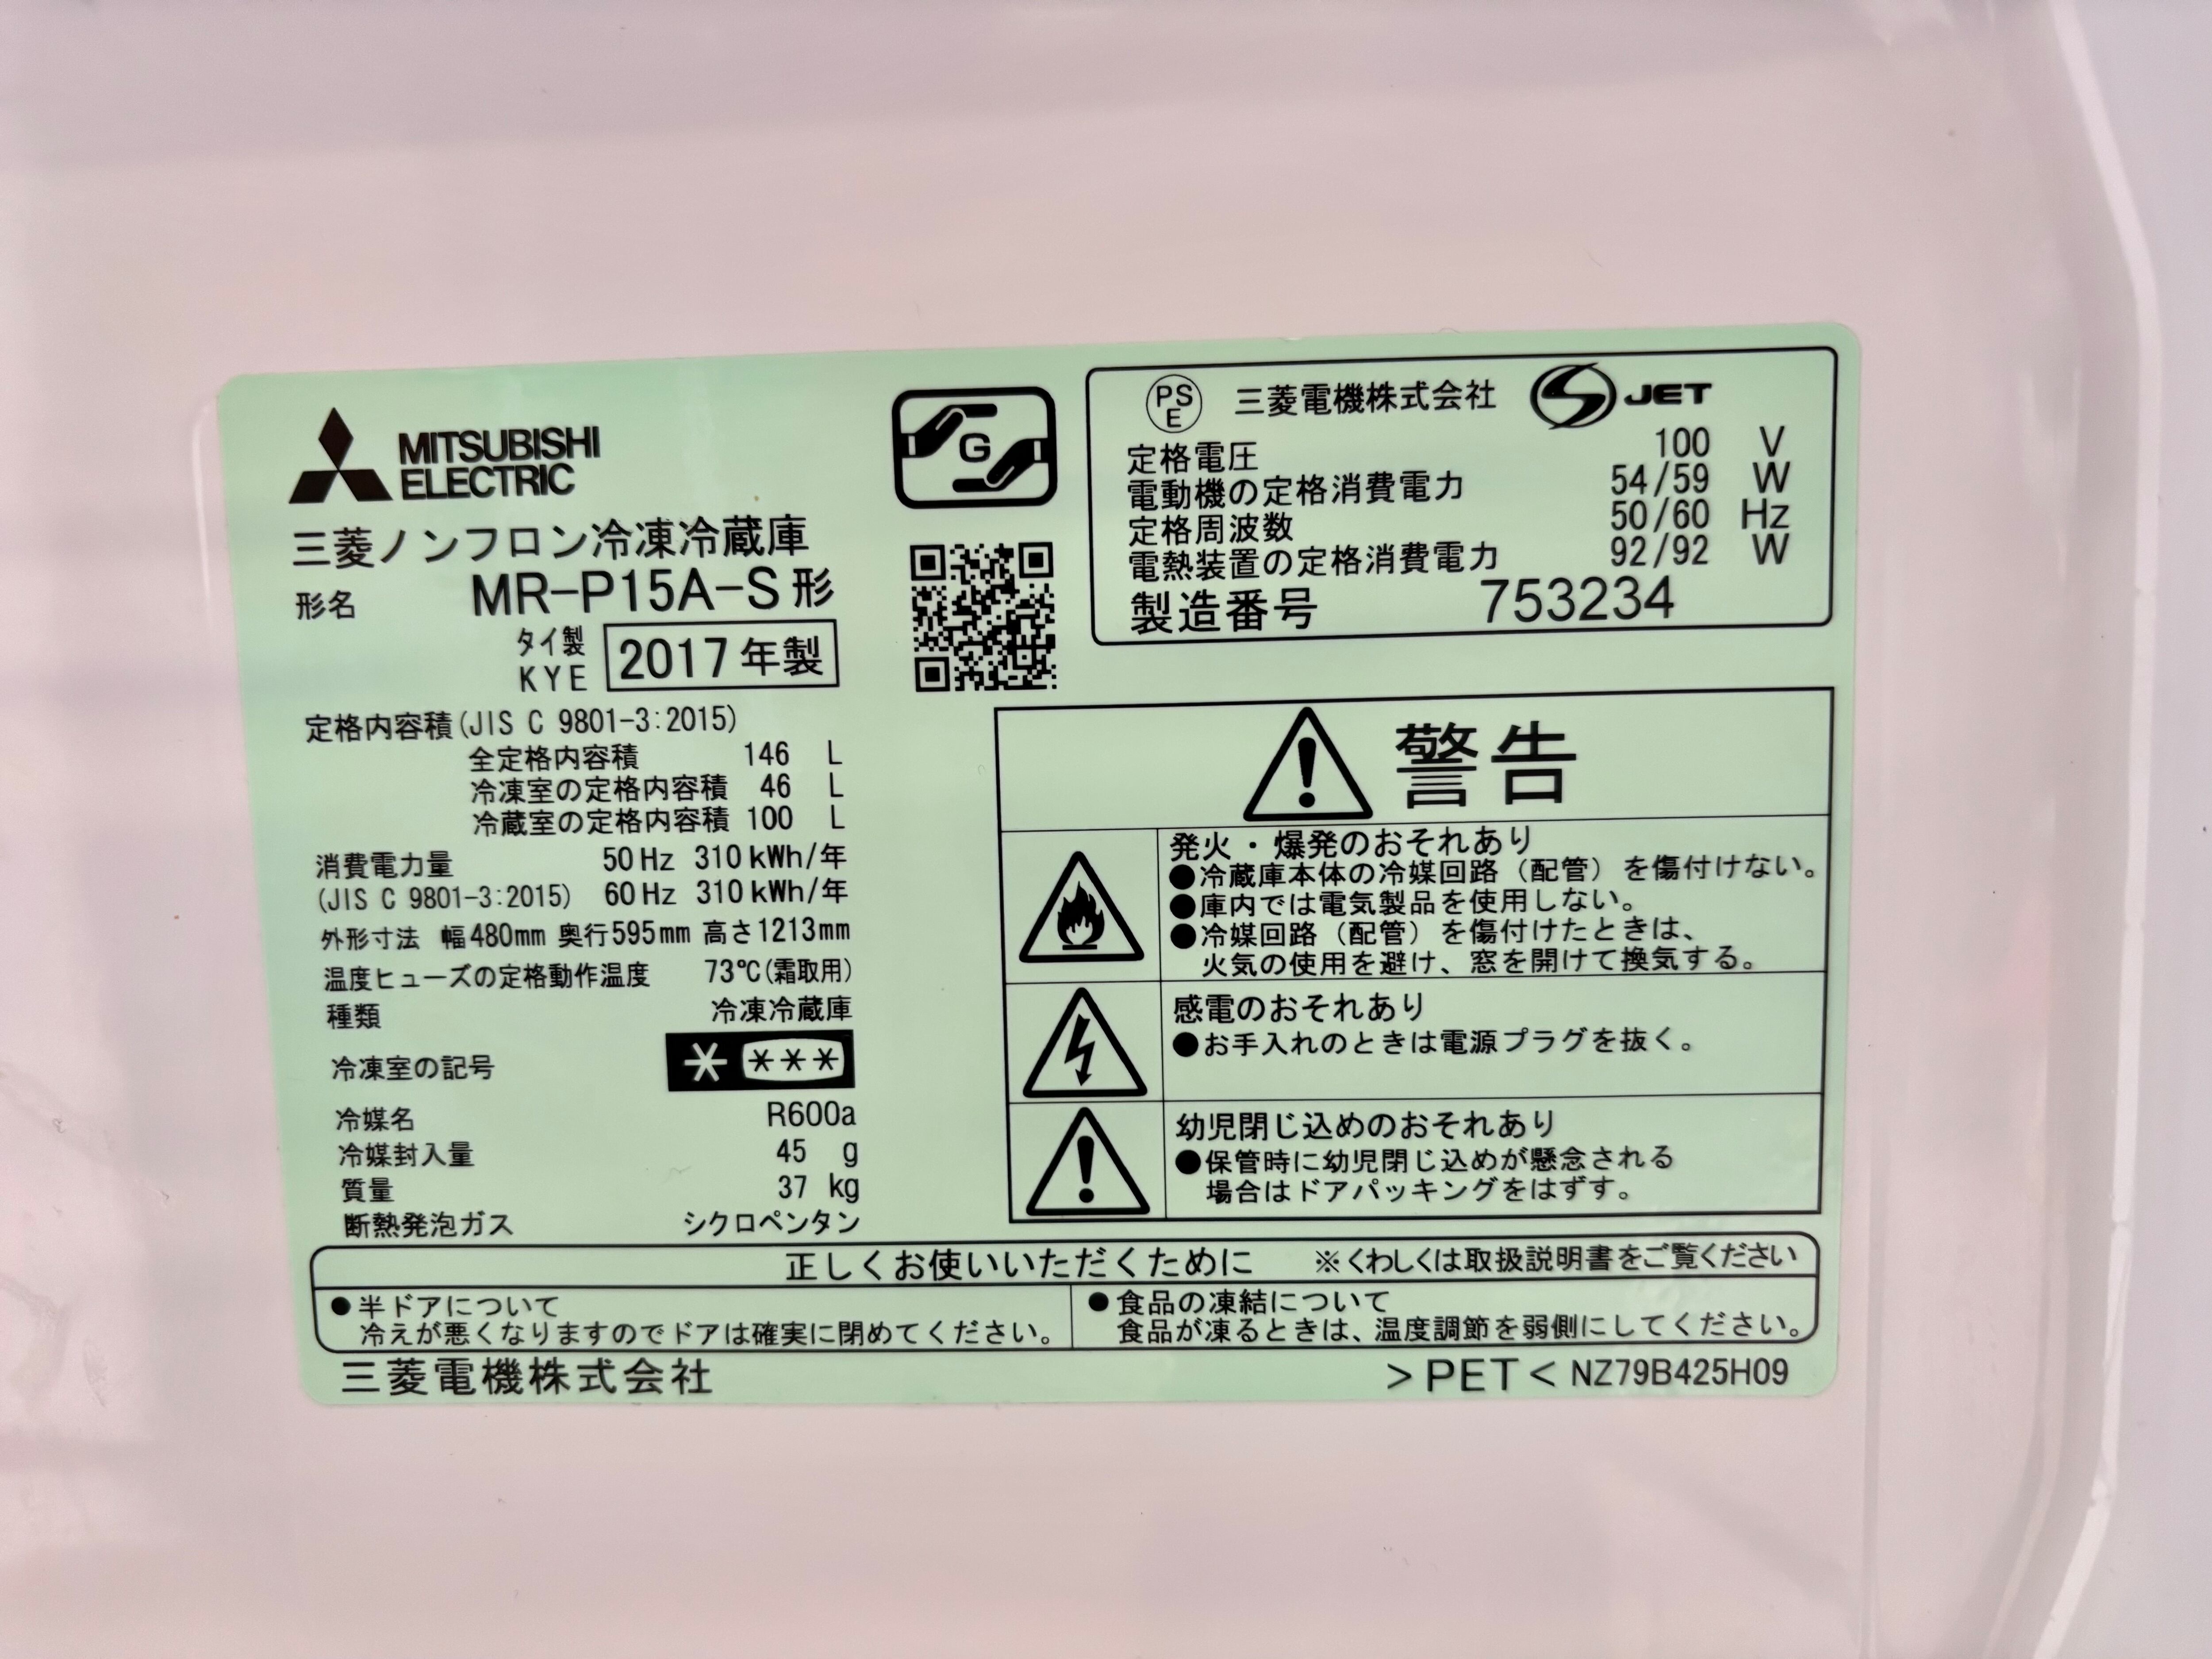 MITSUBISHI
ELECTRIC
三菱ノンフロン冷凍冷蔵庫
形名 MR-P15A-S形
タイ製
KYE 2017年製
G
PS
E 三菱電機株式会社 S JET
定格電圧 100 V
電動機の定格消費電力 54/59 W
定格周波数 50/60 Hz
電熱装置の定格消費電力 92/92 W
製造番号 753234
定格内容積(JIS C 9801-3:2015)
全定格内容積 146 L
冷凍室の定格内容積 46 L
冷蔵室の定格内容積 100 L
消費電力量 50Hz 310kWh/年
(JIS C 9801-3:2015) 60Hz 310kWh/年
外形寸法 幅480mm 奥行595mm 高さ1213mm
温度ヒューズの定格動作温度 73℃(霜取用)
種類 冷凍冷蔵庫
冷凍室の記号 * ***
冷媒名 R600a
冷媒封入量 45 g
質量 37 kg
断熱発泡ガス シクロペンタン
警告
発火・爆発のおそれあり
●冷蔵庫本体の冷媒回路（配管）を傷付けない。
●庫内では電気製品を使用しない。
●冷媒回路（配管）を傷付けたときは、
火気の使用を避け、窓を開けて換気する。
感電のおそれあり
●お手入れのときは電源プラグを抜く。
幼児閉じ込めのおそれあり
●保管時に幼児閉じ込めが懸念される
場合はドアパッキングをはずす。
正しくお使いいただくために ※くわしくは取扱説明書をご覧ください
●半ドアについて
冷えが悪くなりますのでドアは確実に閉めてください。
●食品の凍結について
食品が凍るときは、温度調節を弱側にしてください。
三菱電機株式会社 >PET< NZ79B425H09